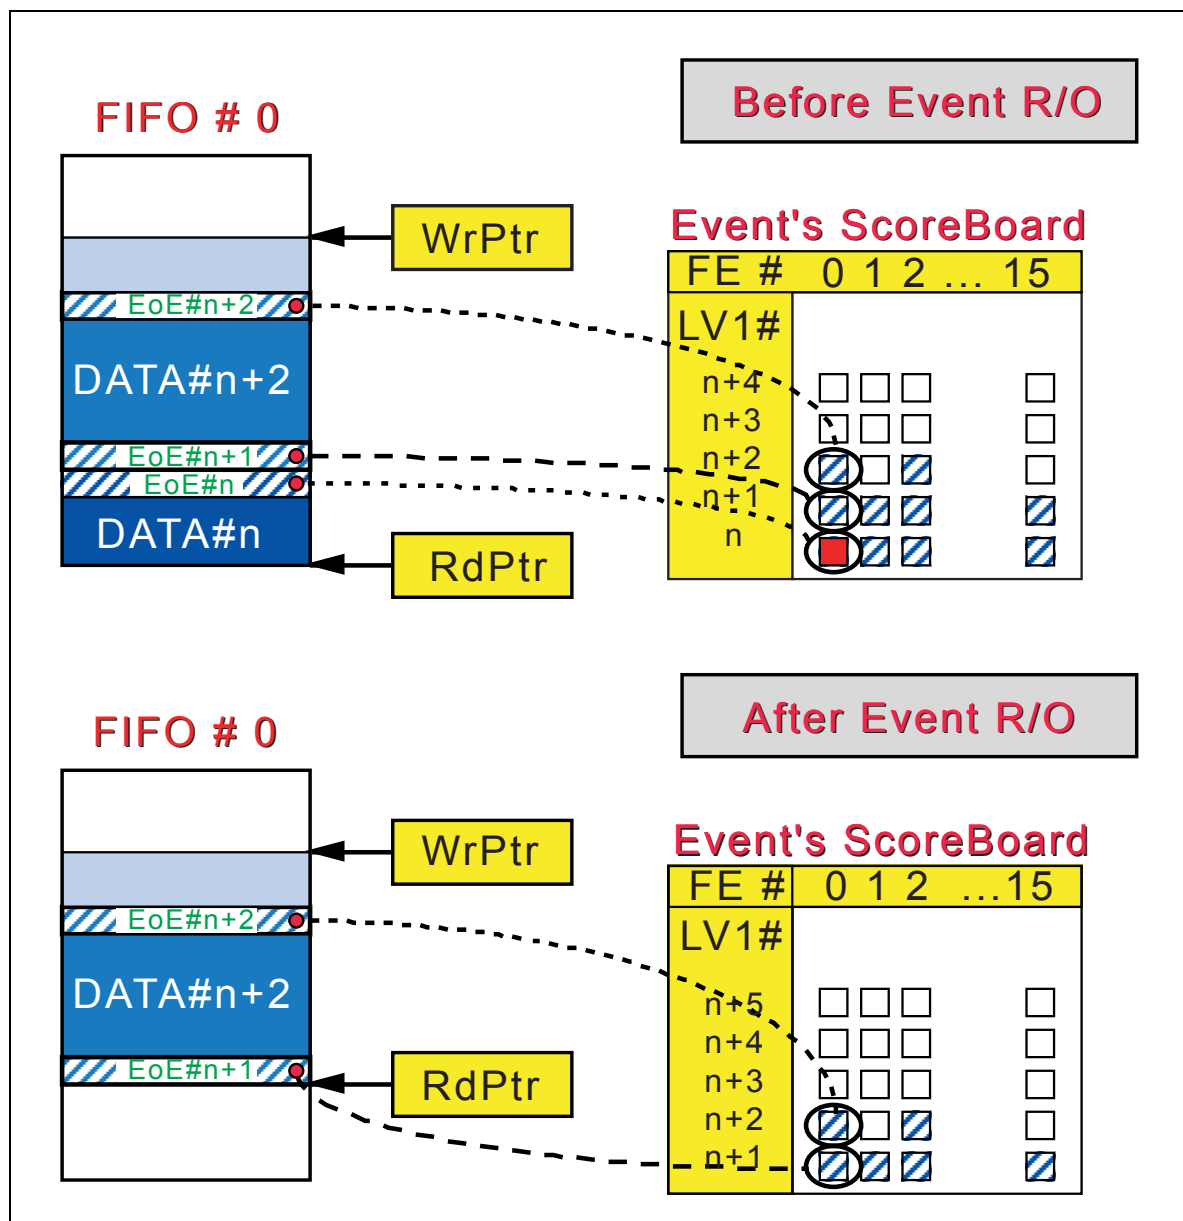 Before Event R/O
FIFO # 0
WrPtr
EoE#n+2
DATA#n+2
EoE#n+1
EoE#n
DATA#n
RdPtr
Event's ScoreBoard
FE # 0 1 2 ... 15
LV1#
n+4
n+3
n+2
n+1
n
After Event R/O
FIFO # 0
WrPtr
EoE#n+2
DATA#n+2
EoE#n+1
RdPtr
Event's ScoreBoard
FE # 0 1 2 ...15
LV1#
n+5
n+4
n+3
n+2
n+1